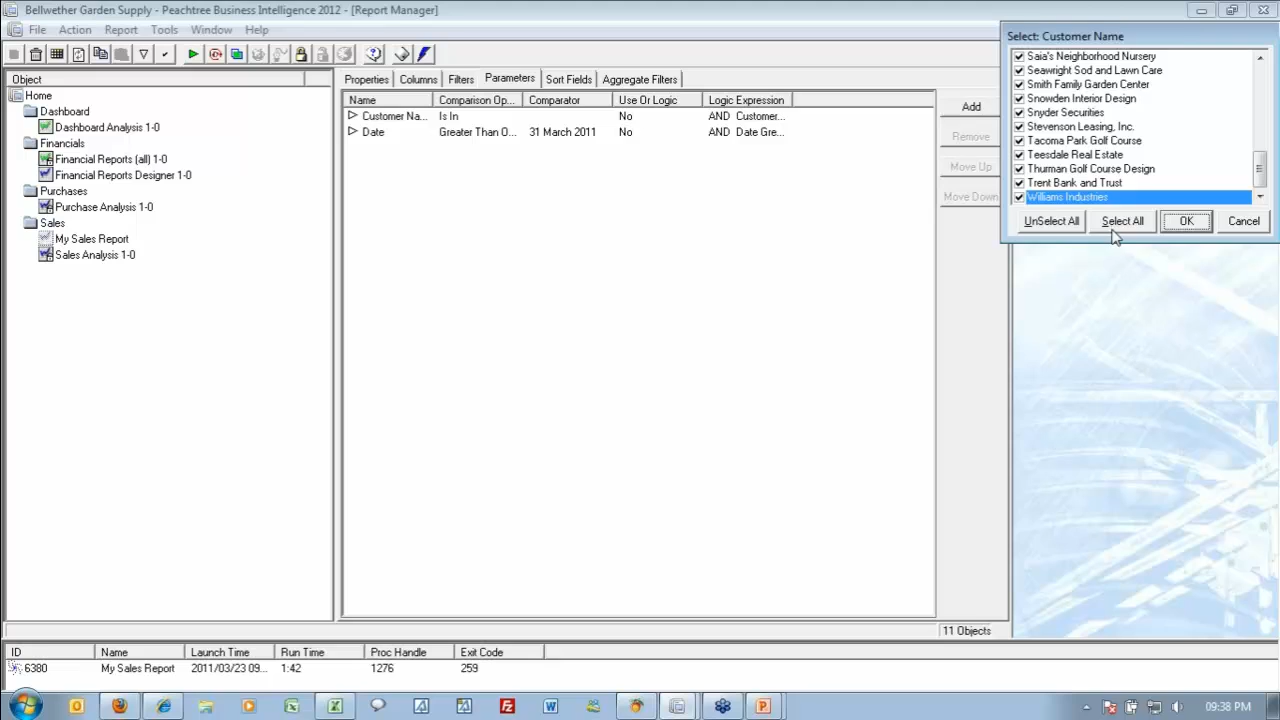 Bellwether Garden Supply - Peachtree Business Intelligence 2012 - [Report Manager]
File Action Report Tools Window Help
Object
Home
Dashboard
Dashboard Analysis 1-0
Financials
Financial Reports (all) 1-0
Financial Reports Designer 1-0
Purchases
Purchase Analysis 1-0
Sales
My Sales Report
Sales Analysis 1-0
Properties Columns Filters Parameters Sort Fields Aggregate Filters
Name Comparison Op... Comparator Use Or Logic Logic Expression
Customer Na... Is In No AND Customer...
Date Greater Than O... 31 March 2011 No AND Date Gre...
Add
Remove
Move Up
Move Down
Select: Customer Name
Saia's Neighborhood Nursery
Seawright Sod and Lawn Care
Smith Family Garden Center
Snowden Interior Design
Snyder Securities
Stevenson Leasing, Inc.
Tacoma Park Golf Course
Teesdale Real Estate
Thurman Golf Course Design
Trent Bank and Trust
Williams Industries
UnSelect All Select All OK Cancel
11 Objects
ID Name Launch Time Run Time Proc Handle Exit Code
6380 My Sales Report 2011/03/23 09... 1:42 1276 259
09:38 PM